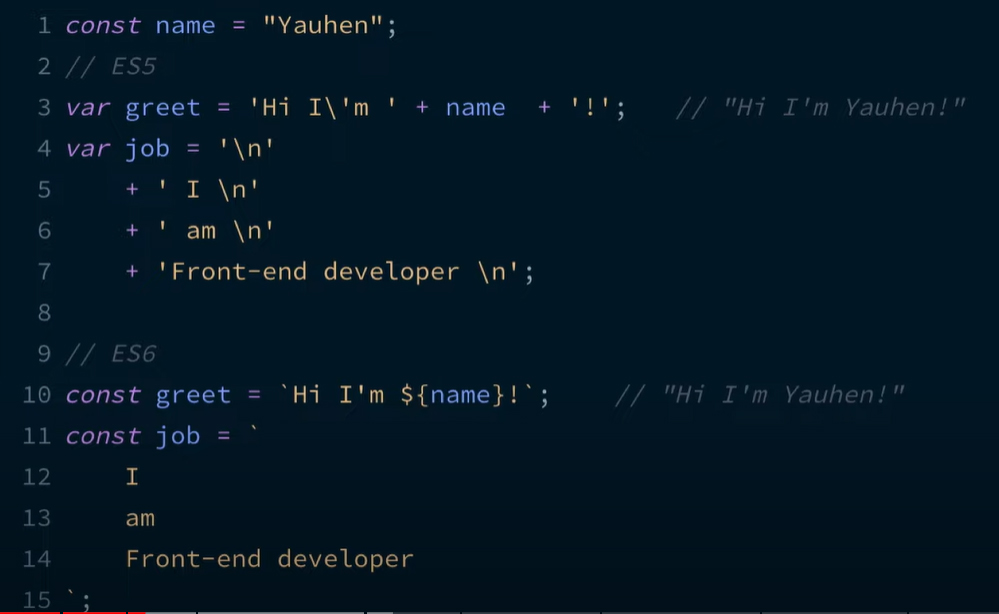 1 const name = "Yauhen";
2 // ES5
3 var greet = 'Hi I\'m ' + name  + '!';   // "Hi I'm Yauhen!"
4 var job = '\n'
5     + ' I \n'
6     + ' am \n'
7     + 'Front-end developer \n';
8
9 // ES6
10 const greet = `Hi I'm ${name}!`;    // "Hi I'm Yauhen!"
11 const job = `
12     I
13     am
14     Front-end developer
15 `;